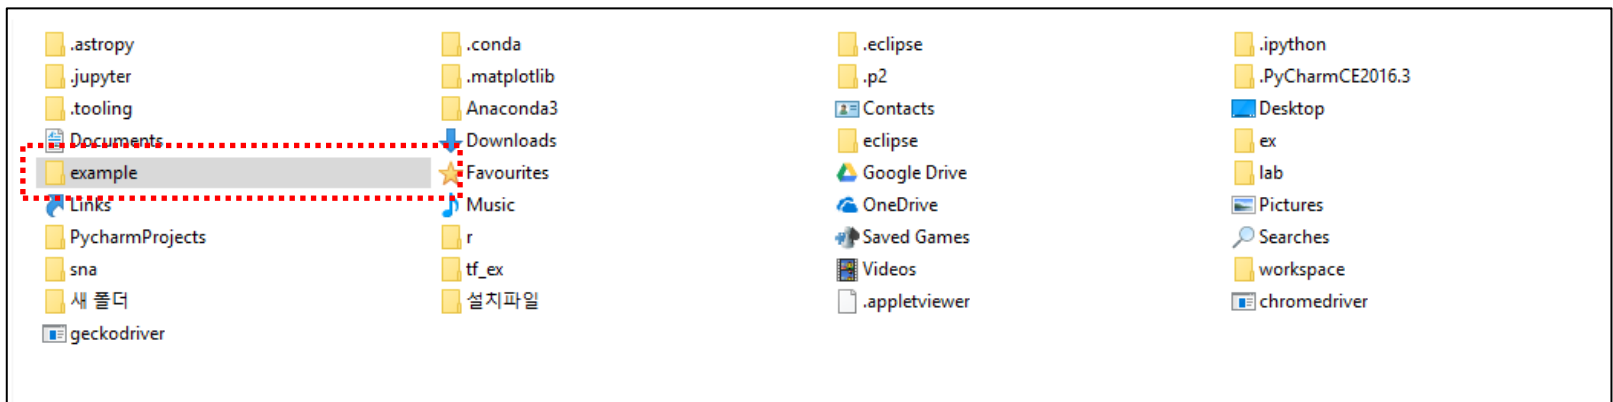 .astropy .conda .eclipse .ipython
.jupyter .matplotlib .p2 .PyCharmCE2016.3
.tooling Anaconda3 Contacts Desktop
Documents Downloads eclipse ex
example Favourites Google Drive lab
Links Music OneDrive Pictures
PycharmProjects r Saved Games Searches
sna tf_ex Videos workspace
새 폴더 설치파일 .appletviewer chromedriver
geckodriver